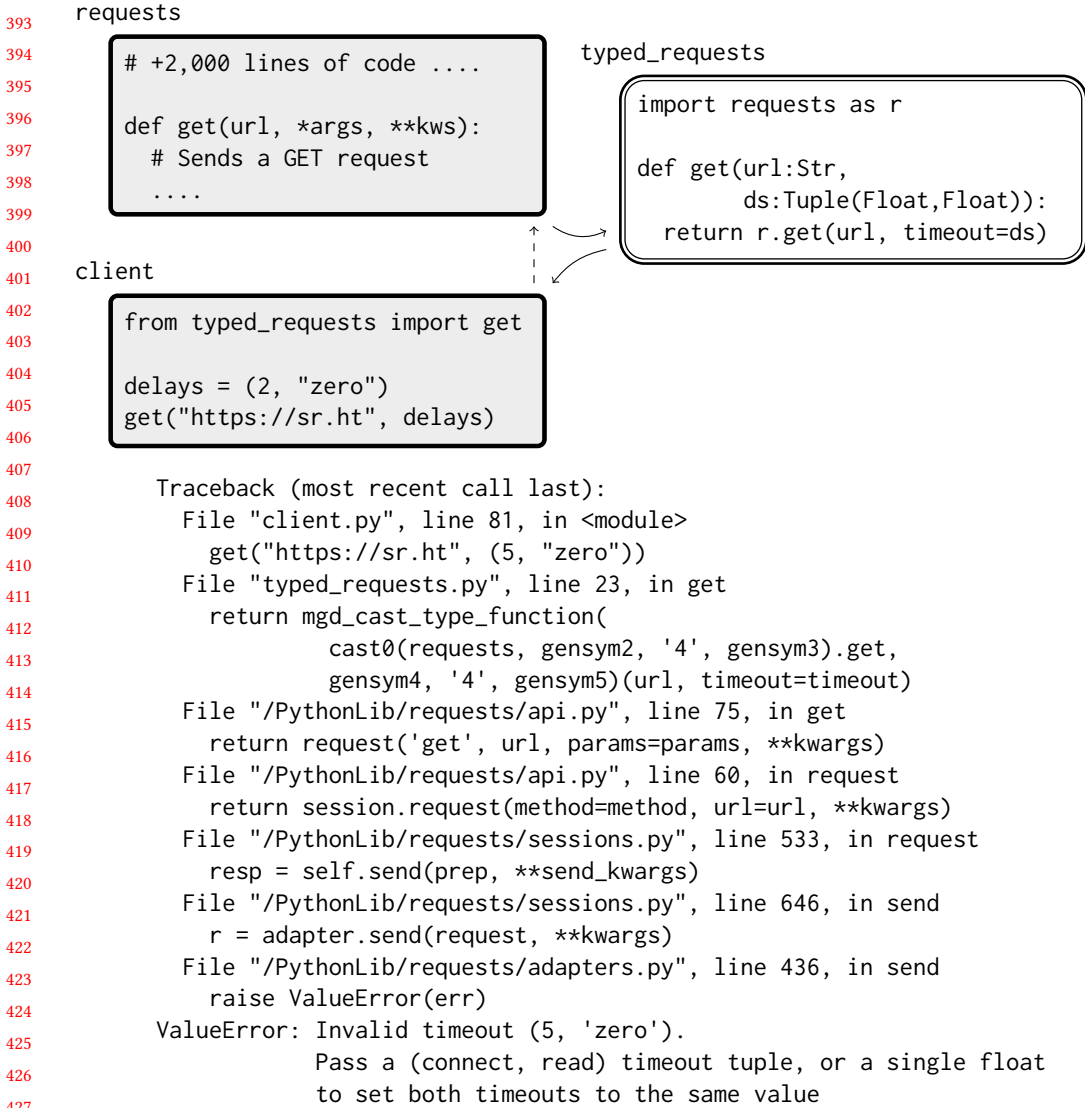 393 requests
394 # +2,000 lines of code ....
typed_requests
395
396 def get(url, *args, **kws):
import requests as r
397 # Sends a GET request
398 ....
def get(url:Str,
399 ds:Tuple(Float,Float)):
400 return r.get(url, timeout=ds)
401 client
402 from typed_requests import get
403
404 delays = (2, "zero")
405 get("https://sr.ht", delays)
406
407
408 Traceback (most recent call last):
409 File "client.py", line 81, in <module>
410 get("https://sr.ht", (5, "zero"))
411 File "typed_requests.py", line 23, in get
412 return mgd_cast_type_function(
413 cast0(requests, gensym2, '4', gensym3).get,
414 gensym4, '4', gensym5)(url, timeout=timeout)
415 File "/PythonLib/requests/api.py", line 75, in get
416 return request('get', url, params=params, **kwargs)
417 File "/PythonLib/requests/api.py", line 60, in request
418 return session.request(method=method, url=url, **kwargs)
419 File "/PythonLib/requests/sessions.py", line 533, in request
420 resp = self.send(prep, **send_kwargs)
421 File "/PythonLib/requests/sessions.py", line 646, in send
422 r = adapter.send(request, **kwargs)
423 File "/PythonLib/requests/adapters.py", line 436, in send
424 raise ValueError(err)
425 ValueError: Invalid timeout (5, 'zero').
426 Pass a (connect, read) timeout tuple, or a single float
427 to set both timeouts to the same value